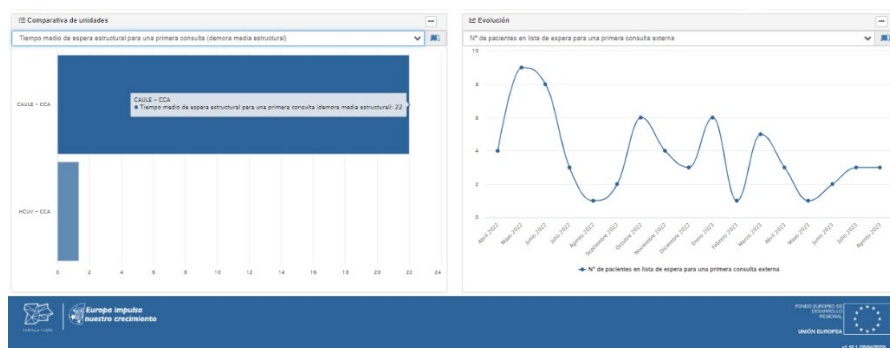 Comparativa de unidades
Tiempo medio de espera estructural para una primera consulta (demora media estructural)
CAULE - CCA
CAULE - CCA
Tiempo medio de espera estructural para una primera consulta (demora media estructural): 22
HCUV - CCA
0 2 4 6 8 10 12 14 16 18 20 22 24
Evolución
Nº de pacientes en lista de espera para una primera consulta externa
10
8
6
4
2
0
Abril 2022 Mayo 2022 Junio 2022 Julio 2022 Agosto 2022 Septiembre 2022 Octubre 2022 Noviembre 2022 Diciembre 2022 Enero 2023 Febrero 2023 Marzo 2023 Abril 2023 Mayo 2023 Junio 2023 Julio 2023 Agosto 2023
Nº de pacientes en lista de espera para una primera consulta externa
Europa impulsa
nuestro crecimiento
FONDO EUROPEO DE
DESARROLLO
REGIONAL
UNIÓN EUROPEA